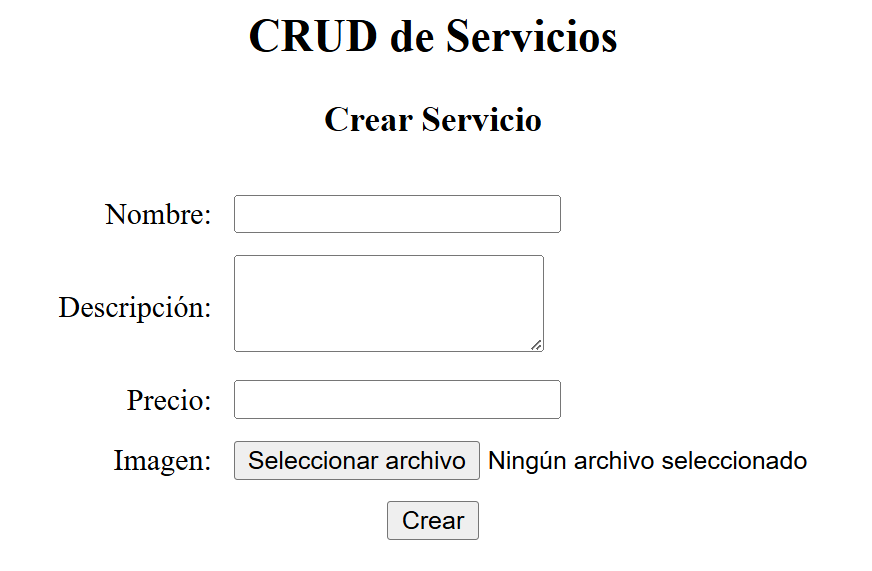 CRUD de Servicios
Crear Servicio
Nombre:
Descripción:
Precio:
Imagen: Seleccionar archivo Ningún archivo seleccionado
Crear